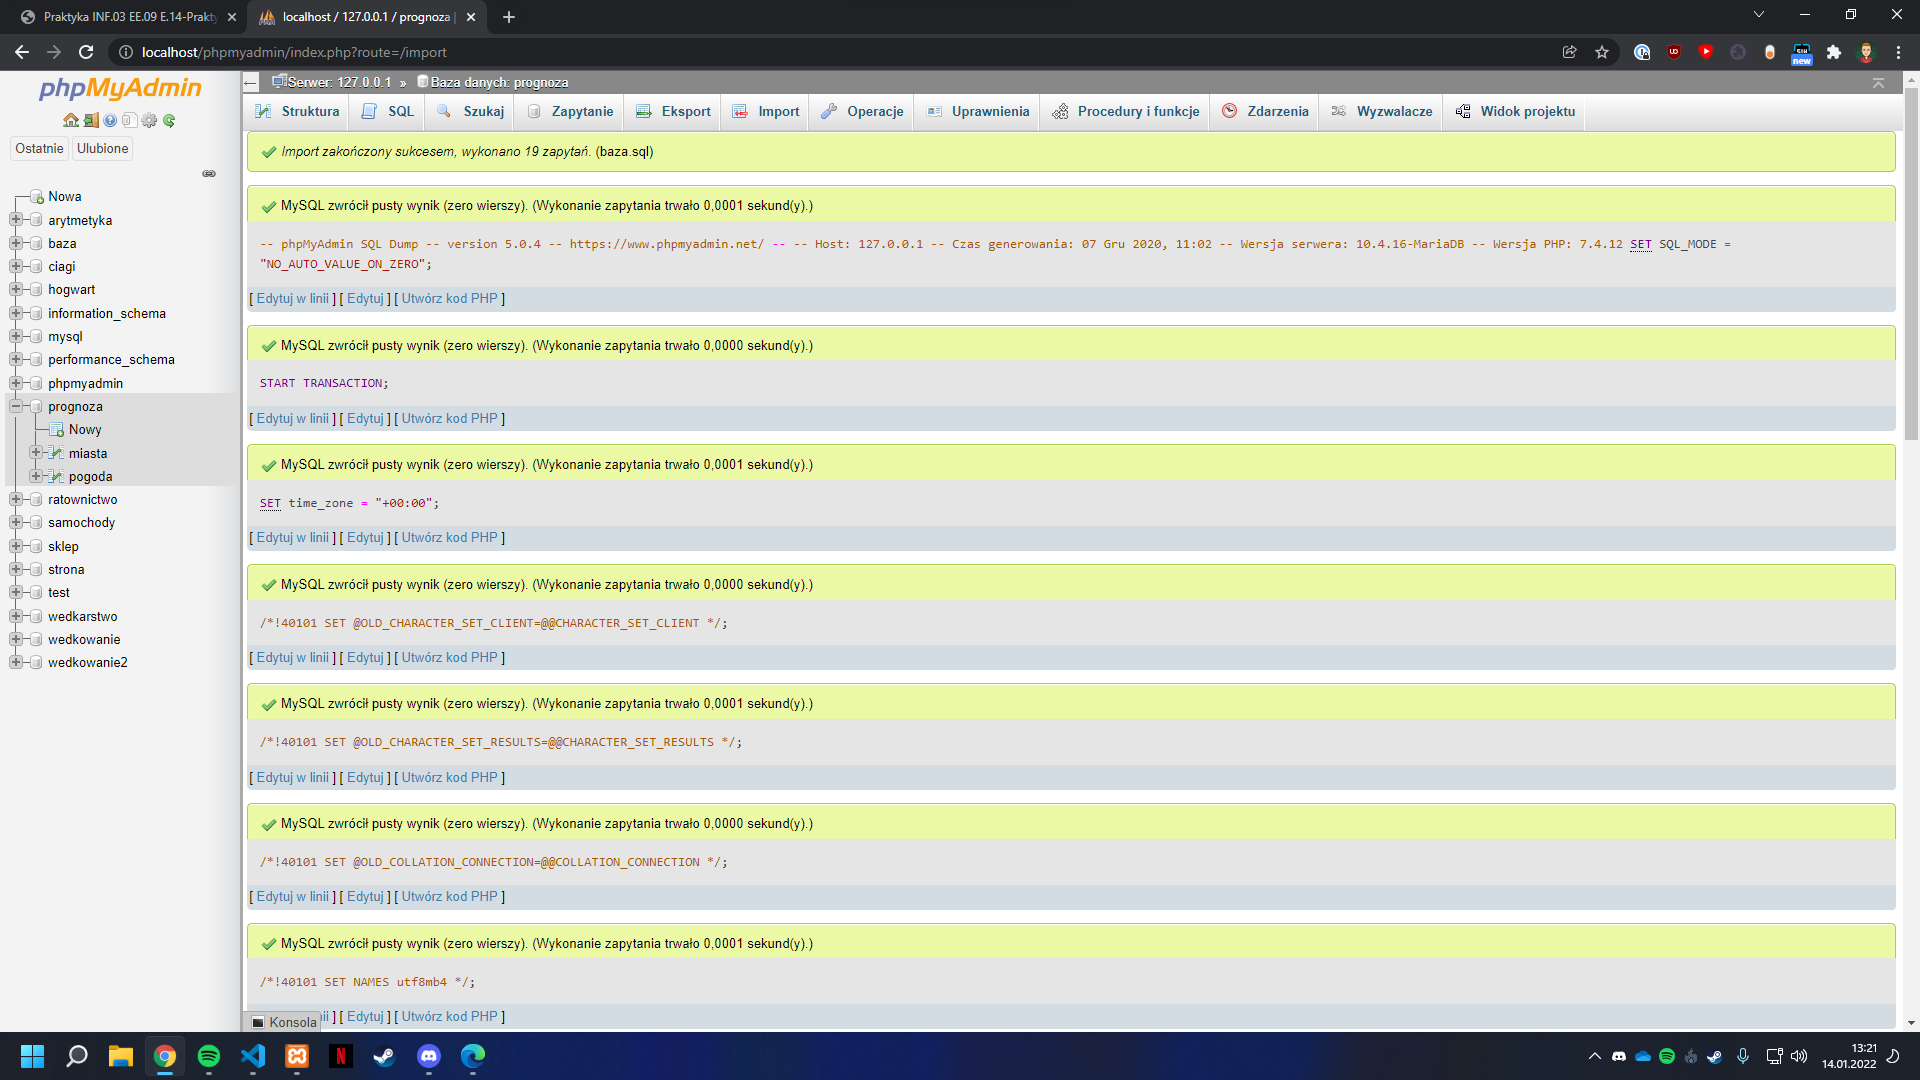 Praktyka INF.03 EE.09 E.14-Prakty
localhost / 127.0.0.1 / prognoza |
localhost/phpmyadmin/index.php?route=/import
new
phpMyAdmin
Ostatnie
Ulubione
Nowa
arytmetyka
baza
ciagi
hogwart
information_schema
mysql
performance_schema
phpmyadmin
prognoza
Nowy
miasta
pogoda
ratownictwo
samochody
sklep
strona
test
wedkarstwo
wedkowanie
wedkowanie2
Serwer: 127.0.0.1 » Baza danych: prognoza
Struktura
SQL
Szukaj
Zapytanie
Eksport
Import
Operacje
Uprawnienia
Procedury i funkcje
Zdarzenia
Wyzwalacze
Widok projektu
Import zakończony sukcesem, wykonano 19 zapytań. (baza.sql)
MySQL zwrócił pusty wynik (zero wierszy). (Wykonanie zapytania trwało 0,0001 sekund(y).)
-- phpMyAdmin SQL Dump -- version 5.0.4 -- https://www.phpmyadmin.net/ -- -- Host: 127.0.0.1 -- Czas generowania: 07 Gru 2020, 11:02 -- Wersja serwera: 10.4.16-MariaDB -- Wersja PHP: 7.4.12 SET SQL_MODE =
"NO_AUTO_VALUE_ON_ZERO";
[ Edytuj w linii ] [ Edytuj ] [ Utwórz kod PHP ]
MySQL zwrócił pusty wynik (zero wierszy). (Wykonanie zapytania trwało 0,0000 sekund(y).)
START TRANSACTION;
[ Edytuj w linii ] [ Edytuj ] [ Utwórz kod PHP ]
MySQL zwrócił pusty wynik (zero wierszy). (Wykonanie zapytania trwało 0,0001 sekund(y).)
SET time_zone = "+00:00";
[ Edytuj w linii ] [ Edytuj ] [ Utwórz kod PHP ]
MySQL zwrócił pusty wynik (zero wierszy). (Wykonanie zapytania trwało 0,0000 sekund(y).)
/*!40101 SET @OLD_CHARACTER_SET_CLIENT=@@CHARACTER_SET_CLIENT */;
[ Edytuj w linii ] [ Edytuj ] [ Utwórz kod PHP ]
MySQL zwrócił pusty wynik (zero wierszy). (Wykonanie zapytania trwało 0,0001 sekund(y).)
/*!40101 SET @OLD_CHARACTER_SET_RESULTS=@@CHARACTER_SET_RESULTS */;
[ Edytuj w linii ] [ Edytuj ] [ Utwórz kod PHP ]
MySQL zwrócił pusty wynik (zero wierszy). (Wykonanie zapytania trwało 0,0000 sekund(y).)
/*!40101 SET @OLD_COLLATION_CONNECTION=@@COLLATION_CONNECTION */;
[ Edytuj w linii ] [ Edytuj ] [ Utwórz kod PHP ]
MySQL zwrócił pusty wynik (zero wierszy). (Wykonanie zapytania trwało 0,0001 sekund(y).)
/*!40101 SET NAMES utf8mb4 */;
Konsola
ii ] [ Edytuj ] [ Utwórz kod PHP ]
13:21
14.01.2022